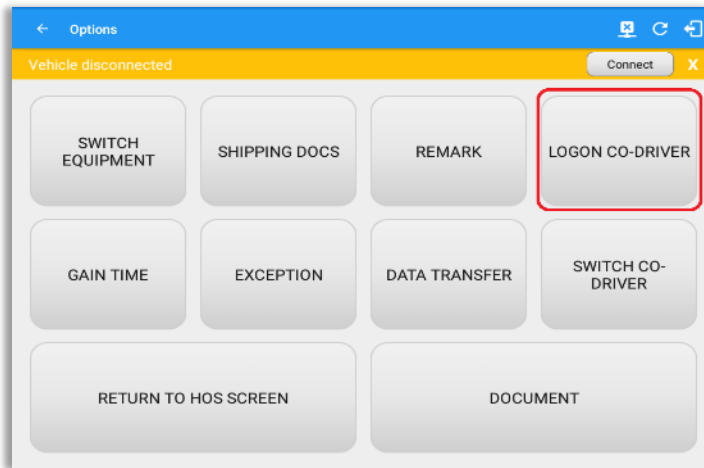 Options
Vehicle disconnected
Connect
X
SWITCH
EQUIPMENT
SHIPPING DOCS
REMARK
LOGON CO-DRIVER
GAIN TIME
EXCEPTION
DATA TRANSFER
SWITCH CO-
DRIVER
RETURN TO HOS SCREEN
DOCUMENT